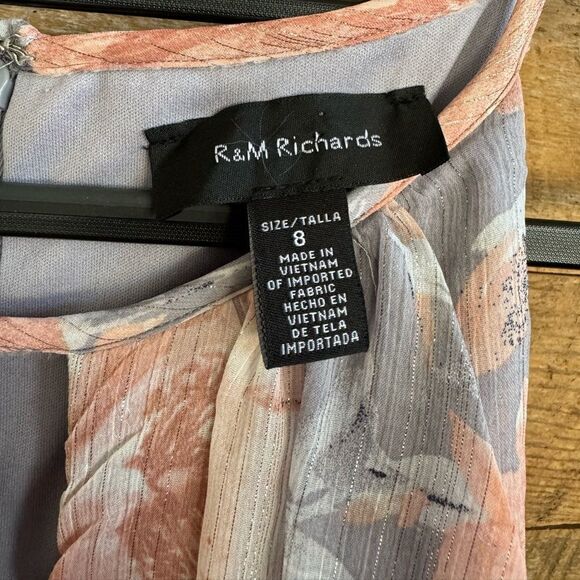 R&M Richards
SIZE/TALLA
8
MADE IN
VIETNAM
OF IMPORTED
FABRIC
HECHO EN
VIETNAM
DE TELA
IMPORTADA